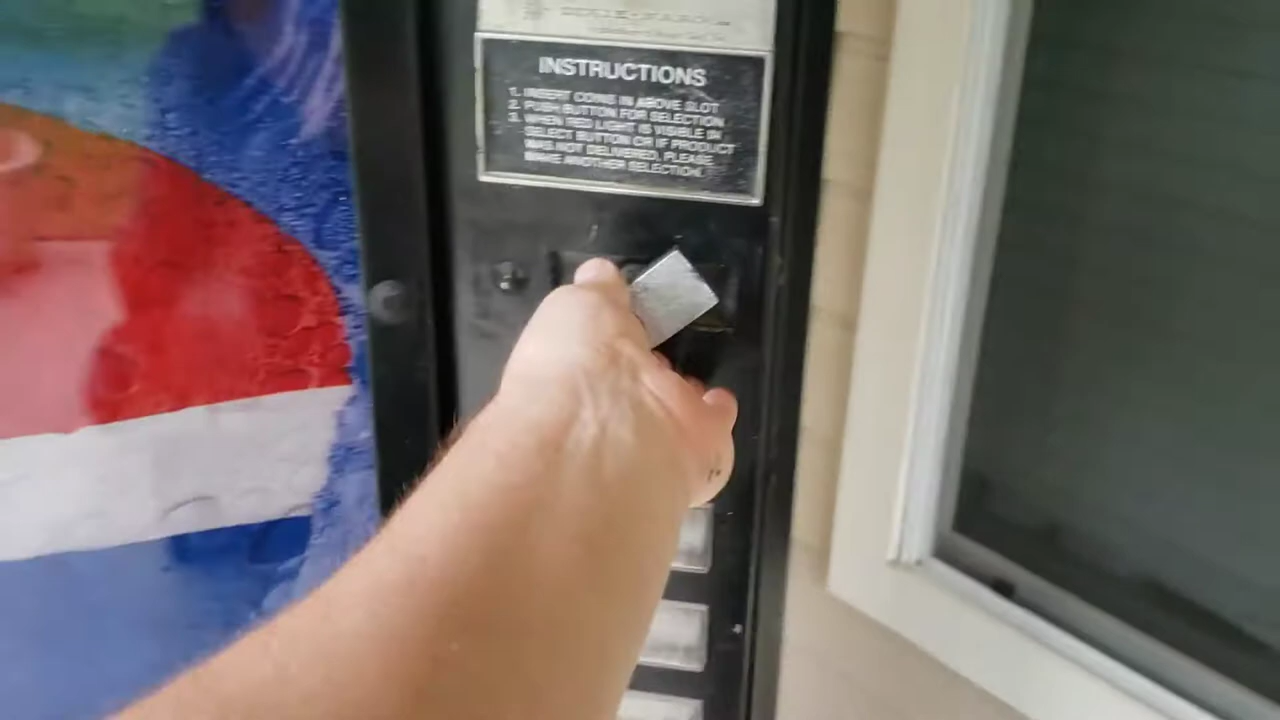 INSTRUCTIONS
1. INSERT COINS IN ABOVE SLOT
2. PUSH BUTTON FOR SELECTION
3. WHEN RED LIGHT IS VISIBLE IN
SELECT BUTTON OR IF PRODUCT
WAS NOT DELIVERED, PLEASE
MAKE ANOTHER SELECTION.